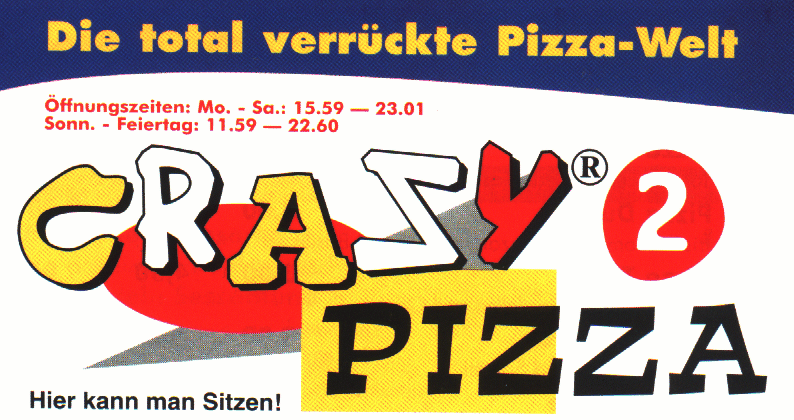 Die total verrückte Pizza-Welt
Öffnungszeiten: Mo. - Sa.: 15.59 — 23.01
Sonn. - Feiertag: 11.59 — 22.60
CRAZY® 2
PIZZA
Hier kann man Sitzen!